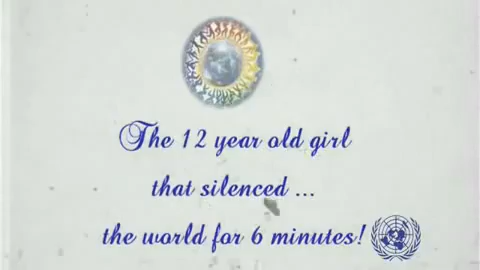 The 12 year old girl
that silenced ...
the world for 6 minutes!